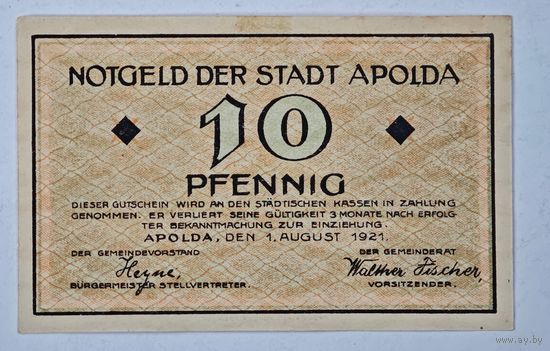 NOTGELD DER STADT APOLDA
10
PFENNIG
DIESER GUTSCHEIN WIRD AN DEN STÄDTISCHEN KASSEN IN ZAHLUNG
GENOMMEN. ER VERLIERT SEINE GÜLTIGKEIT 3 MONATE NACH ERFOLG-
TER BEKANNTMACHUNG ZUR EINZIEHUNG.
APOLDA, DEN 1. AUGUST 1921.
DER GEMEINDEVORSTAND DER GEMEINDERAT
Heyne, Walther Fischer,
BÜRGERMEISTER STELLVERTRETER. VORSITZENDER.
www.ay.by